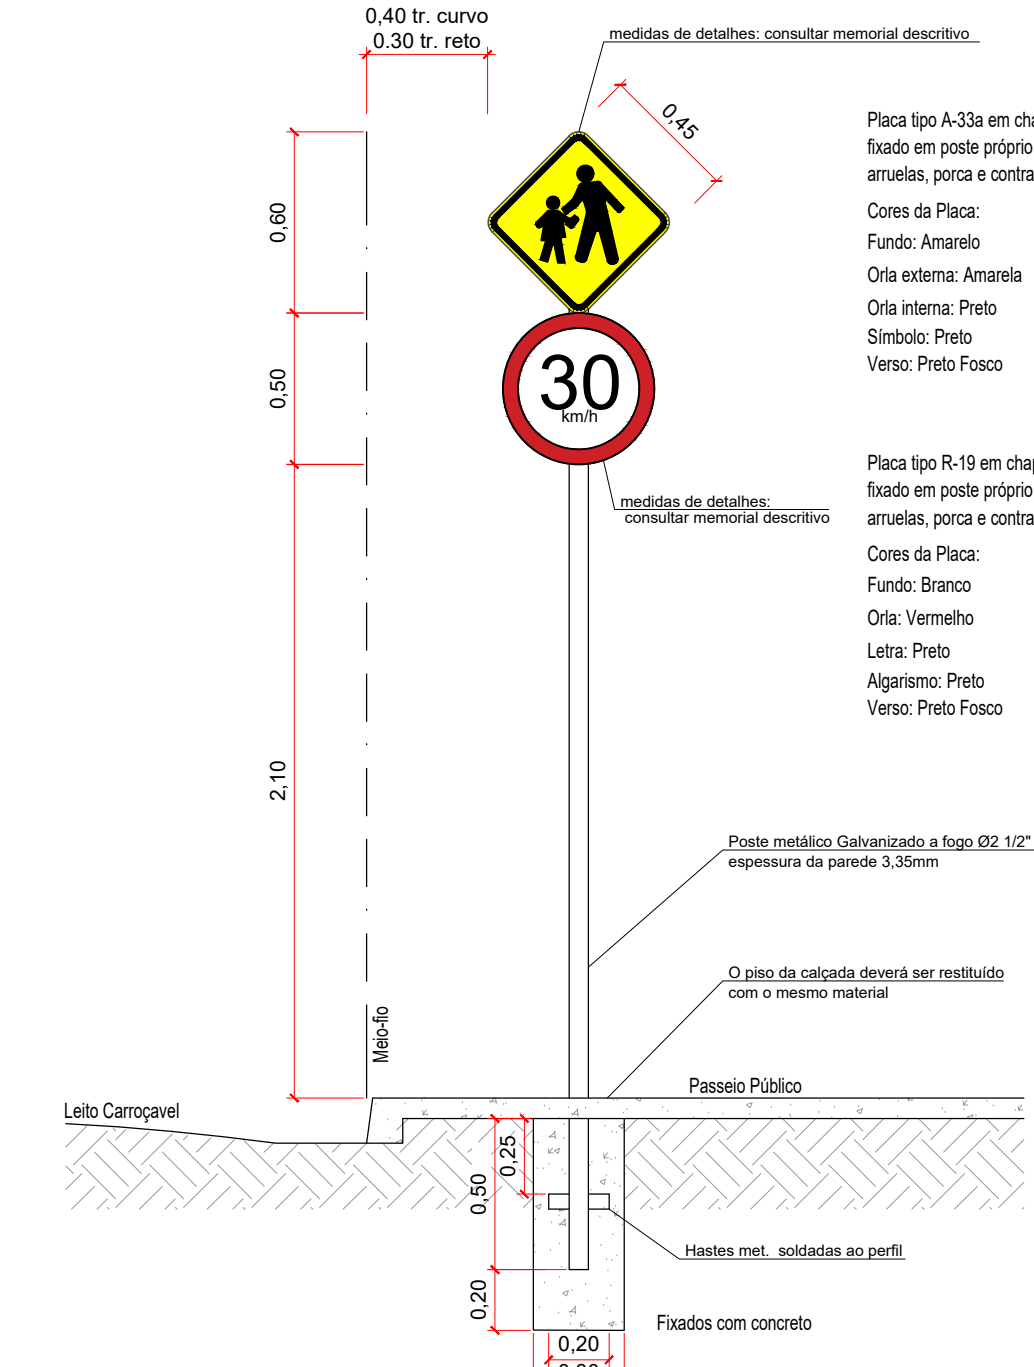 0,40 tr. curvo
0.30 tr. reto
medidas de detalhes: consultar memorial descritivo
0,45
Placa tipo A-33a em cha
fixado em poste próprio
arruelas, porca e contra
Cores da Placa:
Fundo: Amarelo
Orla externa: Amarela
Orla interna: Preto
Símbolo: Preto
Verso: Preto Fosco
0,60
0,50
30
km/h
medidas de detalhes:
consultar memorial descritivo
Placa tipo R-19 em chap
fixado em poste próprio
arruelas, porca e contra
Cores da Placa:
Fundo: Branco
Orla: Vermelho
Letra: Preto
Algarismo: Preto
Verso: Preto Fosco
2,10
Poste metálico Galvanizado a fogo Ø2 1/2"
espessura da parede 3,35mm
O piso da calçada deverá ser restituído
com o mesmo material
Meio-fio
Passeio Público
Leito Carroçavel
0,25
0,50
Hastes met. soldadas ao perfil
0,20
Fixados com concreto
0,20